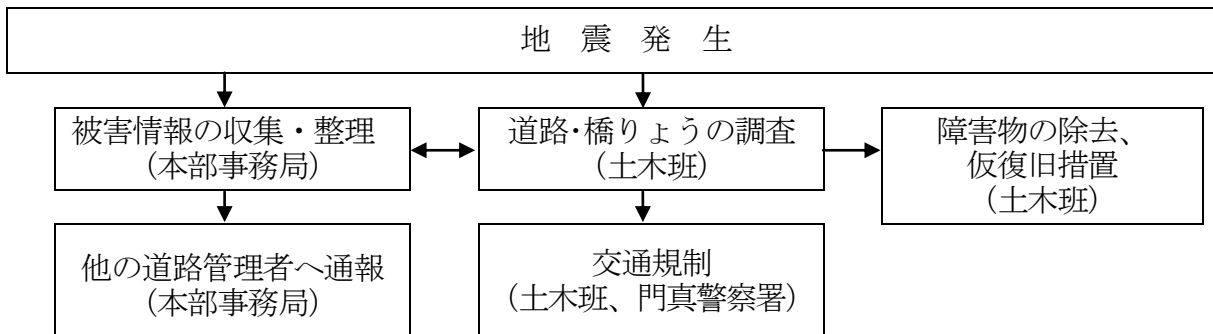 地　震　発　生
被害情報の収集・整理
（本部事務局）
道路・橋りょうの調査
（土木班）
障害物の除去、
仮復旧措置
（土木班）
他の道路管理者へ通報
（本部事務局）
交通規制
（土木班、門真警察署）